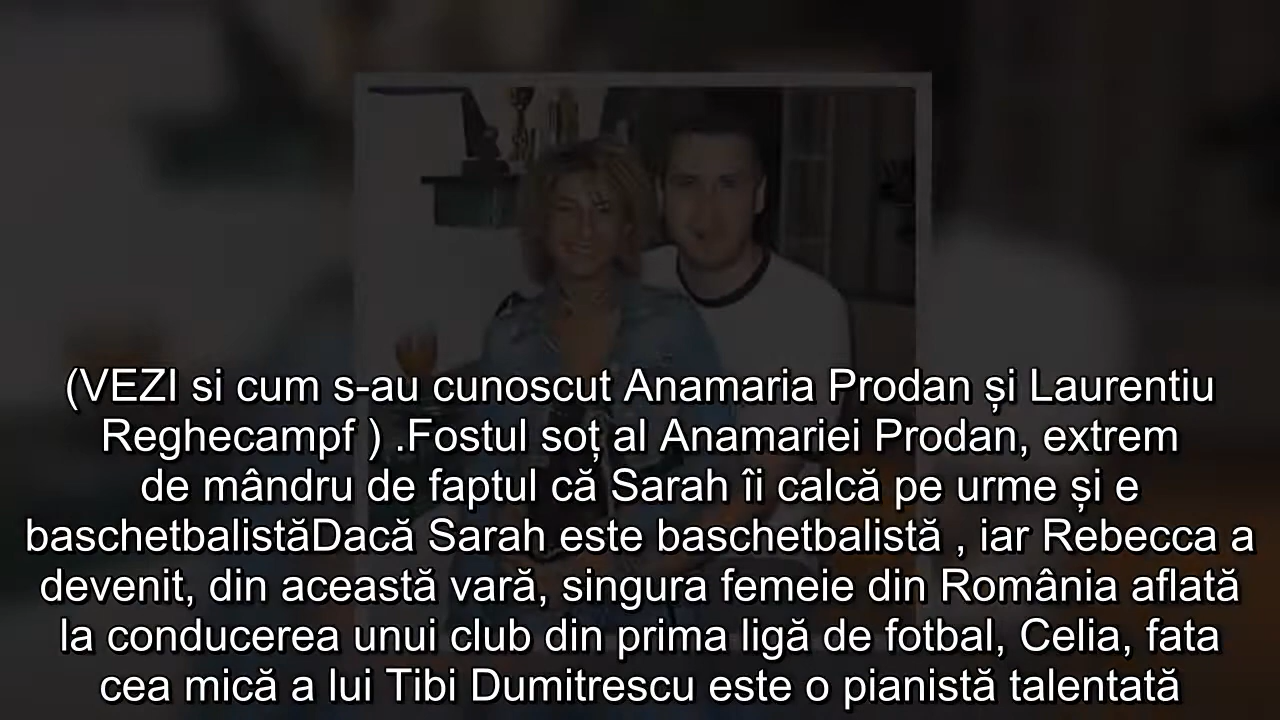 (VEZI si cum s-au cunoscut Anamaria Prodan și Laurentiu
Reghecampf ) .Fostul soț al Anamariei Prodan, extrem
de mândru de faptul că Sarah îi calcă pe urme și e
baschetbalistăDacă Sarah este baschetbalistă , iar Rebecca a
devenit, din această vară, singura femeie din România aflată
la conducerea unui club din prima ligă de fotbal, Celia, fata
cea mică a lui Tibi Dumitrescu este o pianistă talentată